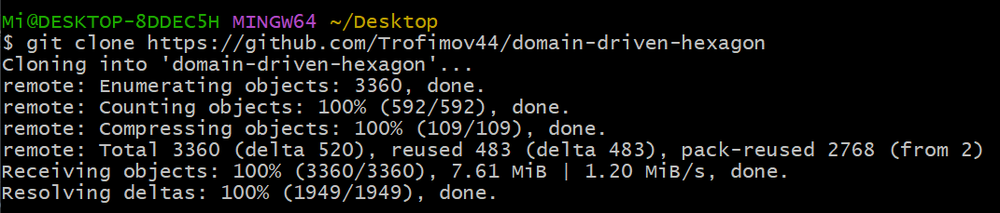 Mi@DESKTOP-8DDEC5H MINGW64 ~/Desktop
$ git clone https://github.com/Trofimov44/domain-driven-hexagon
Cloning into 'domain-driven-hexagon'...
remote: Enumerating objects: 3360, done.
remote: Counting objects: 100% (592/592), done.
remote: Compressing objects: 100% (109/109), done.
remote: Total 3360 (delta 520), reused 483 (delta 483), pack-reused 2768 (from 2)
Receiving objects: 100% (3360/3360), 7.61 MiB | 1.20 MiB/s, done.
Resolving deltas: 100% (1949/1949), done.